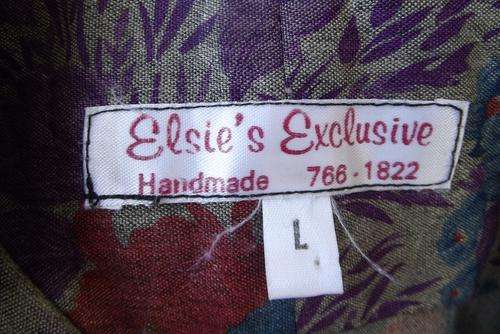 Elsie's Exclusive
Handmade 766-1822
L